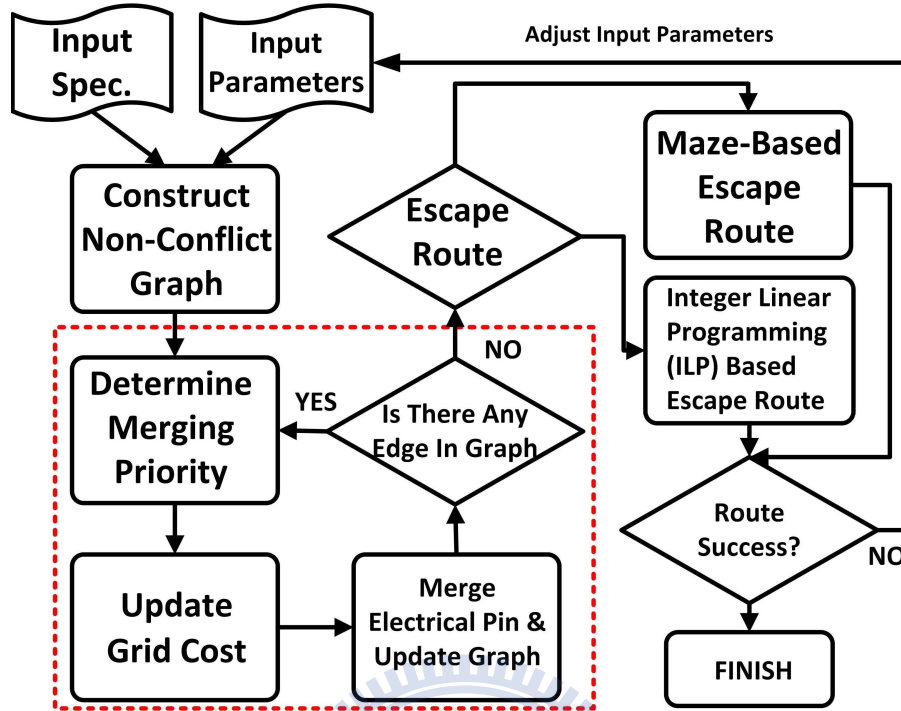 Input
Spec.
Input
Parameters
Adjust Input Parameters
Construct
Non-Conflict
Graph
Determine
Merging
Priority
Update
Grid Cost
Merge
Electrical Pin &
Update Graph
Is There Any
Edge In Graph
YES
NO
Escape
Route
Maze-Based
Escape
Route
Integer Linear
Programming
(ILP) Based
Escape Route
Route
Success?
NO
FINISH